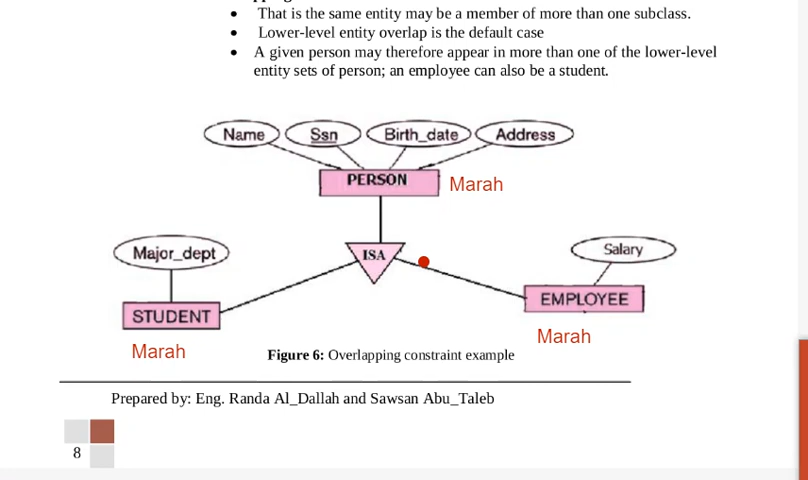 • That is the same entity may be a member of more than one subclass.
• Lower-level entity overlap is the default case
• A given person may therefore appear in more than one of the lower-level
entity sets of person; an employee can also be a student.
Name Ssn Birth_date Address
PERSON Marah
Major_dept ISA Salary
STUDENT EMPLOYEE
Marah Marah
Figure 6: Overlapping constraint example
Prepared by: Eng. Randa Al_Dallah and Sawsan Abu_Taleb
8